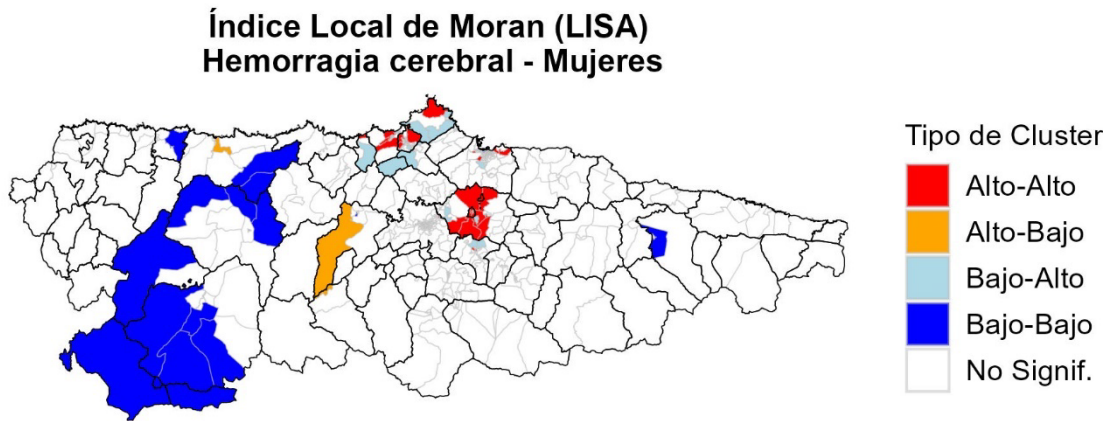 Índice Local de Moran (LISA)
Hemorragia cerebral - Mujeres
Tipo de Cluster
Alto-Alto
Alto-Bajo
Bajo-Alto
Bajo-Bajo
No Signif.